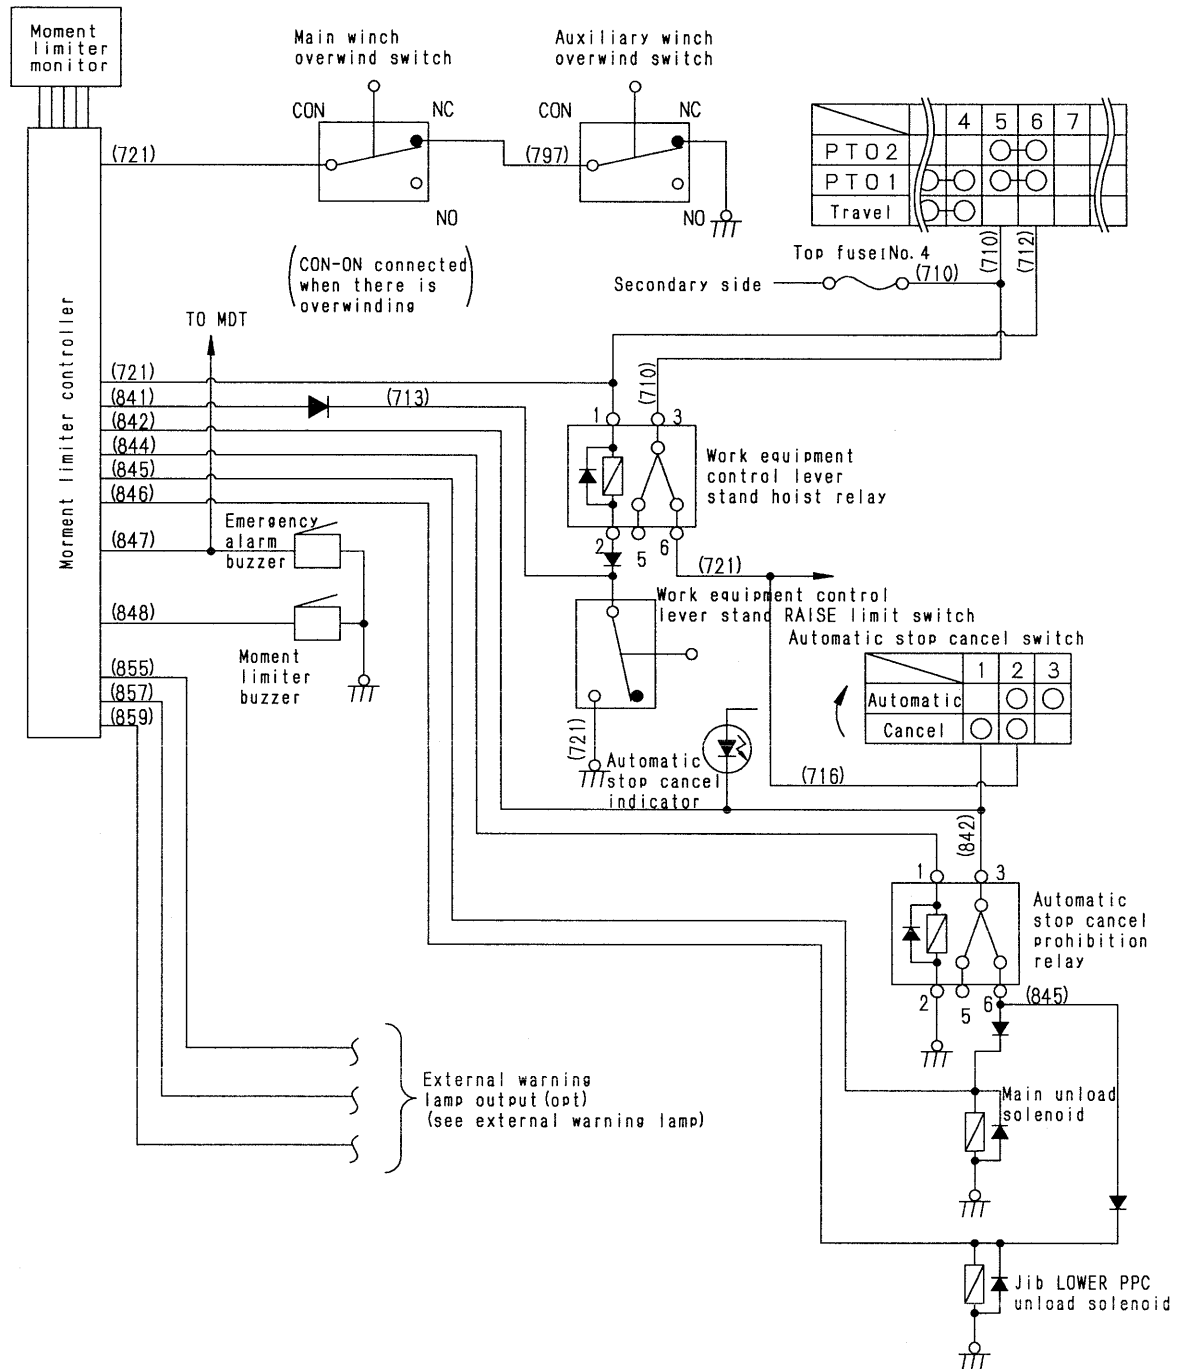 Moment
limiter
monitor
Main winch
overwind switch
Auxiliary winch
overwind switch
CON
NC
CON
NC
(721)
(797)
NO
NO
4 5 6 7
PTO2
PTO1
Travel
(710)
(712)
(CON-ON connected
when there is
overwinding)
Top fuse:No. 4
Secondary side
(710)
Morment limiter controller
TO MDT
(721)
(841)
(713)
(842)
(844)
(845)
(846)
(847)
(848)
(855)
(857)
(859)
(710)
1
3
Work equipment
control lever
stand hoist relay
2
5
6
(721)
Emergency
alarm
buzzer
Moment
limiter
buzzer
Work equipment control
lever stand RAISE limit switch
Automatic stop cancel switch
1 2 3
Automatic
Cancel
(721)
Automatic
stop cancel
indicator
(716)
(842)
1
3
Automatic
stop cancel
prohibition
relay
2
5
6
(845)
Main unload
solenoid
External warning
lamp output(opt)
(see external warning lamp)
Jib LOWER PPC
unload solenoid